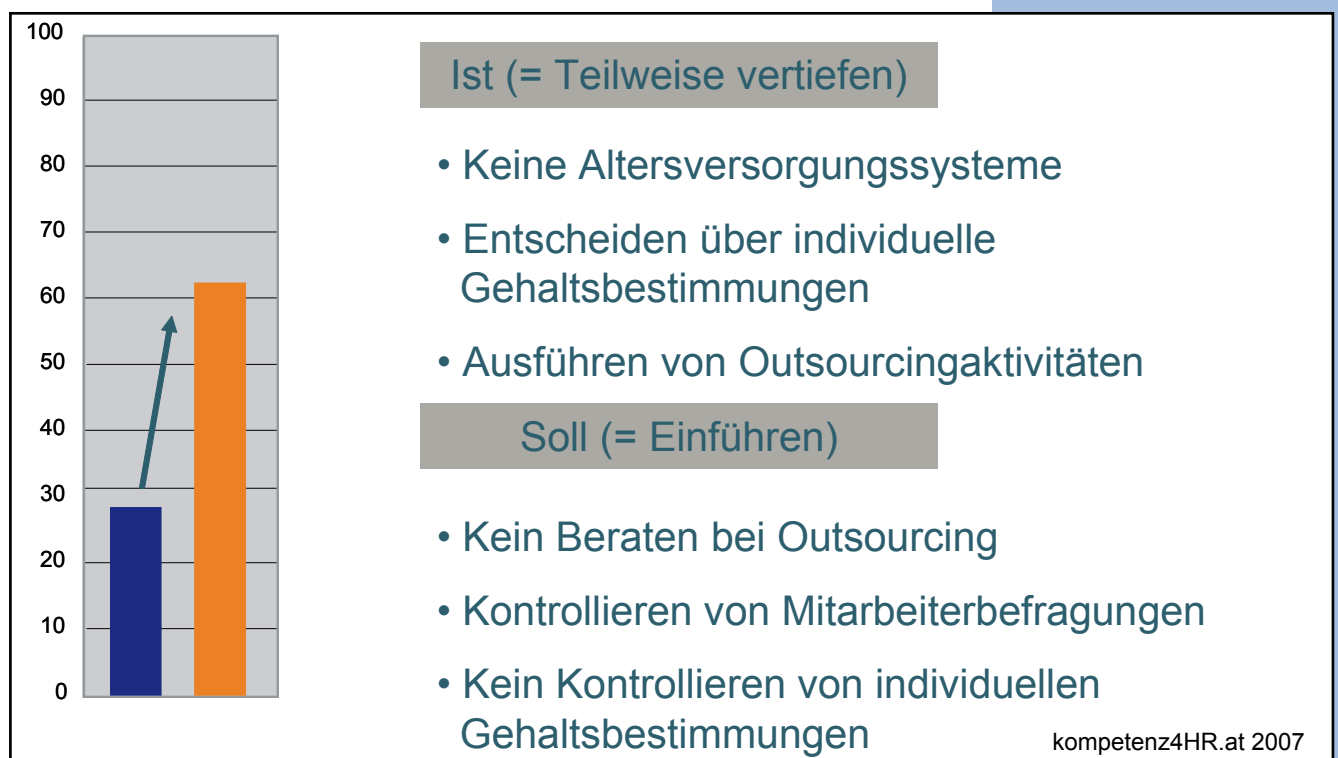 100
90
80
70
60
50
40
30
20
10
0
Ist (= Teilweise vertiefen)
• Keine Altersversorgungssysteme
• Entscheiden über individuelle
Gehaltsbestimmungen
• Ausführen von Outsourcingaktivitäten
Soll (= Einführen)
• Kein Beraten bei Outsourcing
• Kontrollieren von Mitarbeiterbefragungen
• Kein Kontrollieren von individuellen
Gehaltsbestimmungen
kompetenz4HR.at 2007